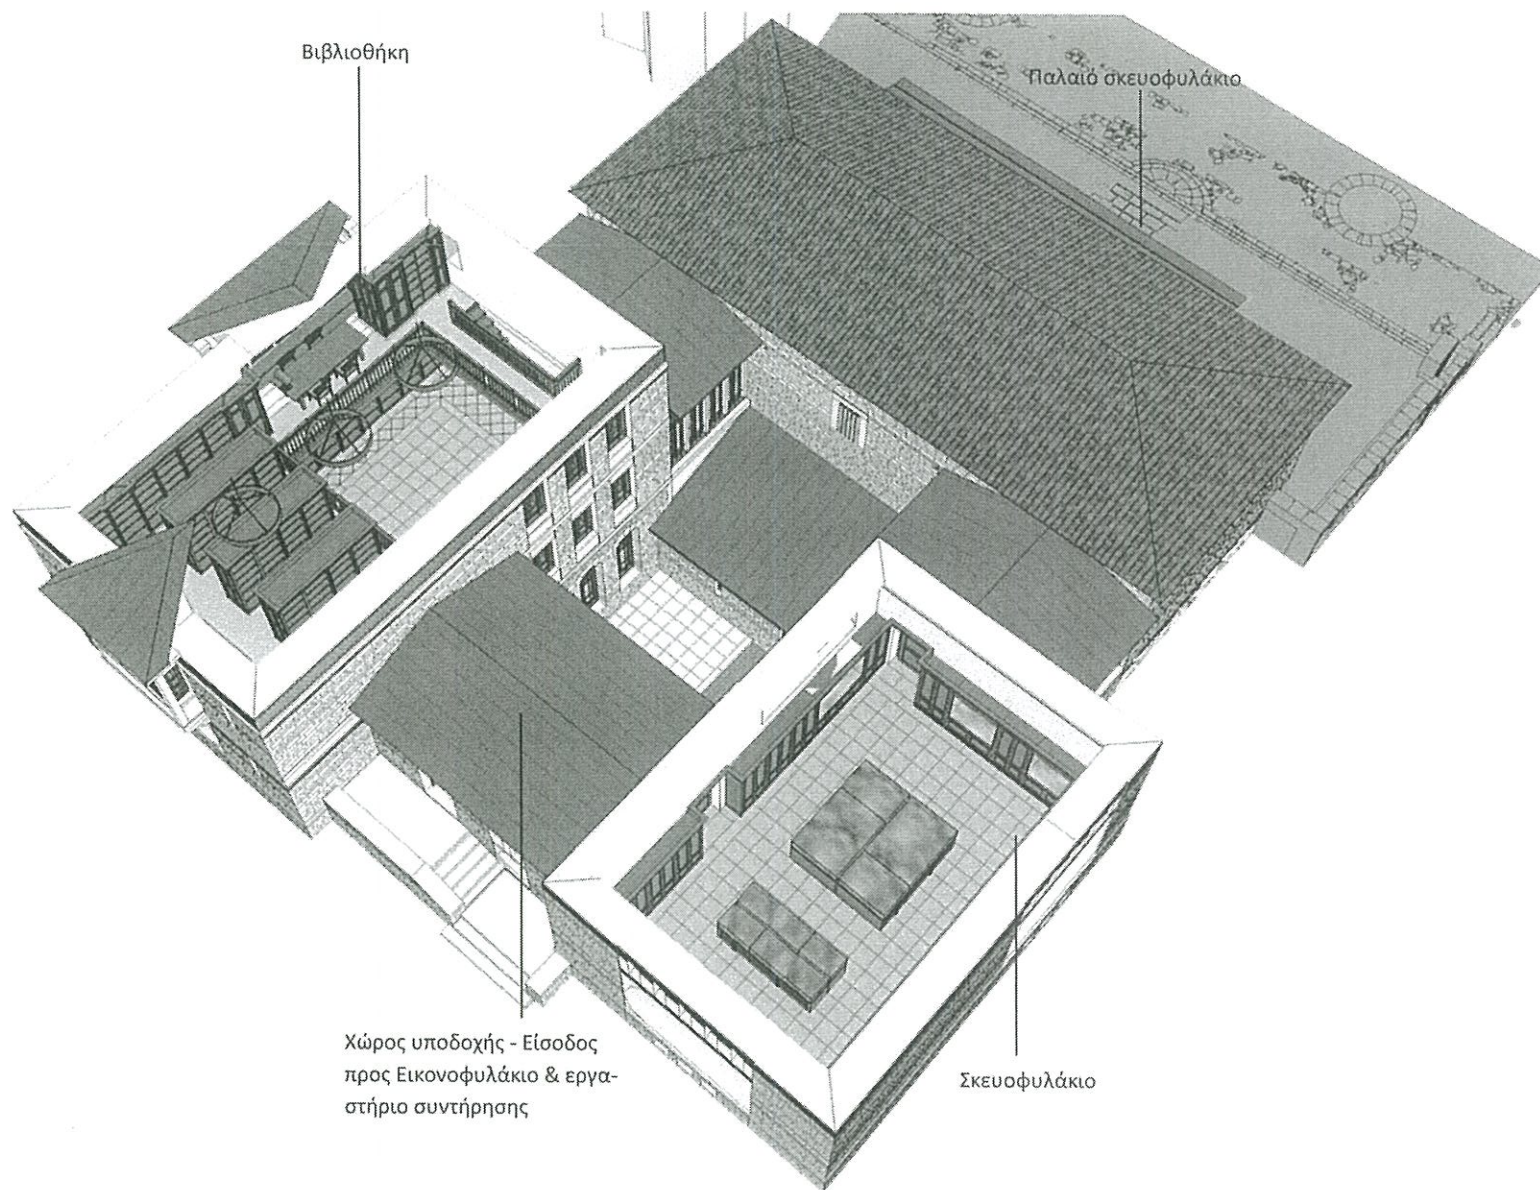 Βιβλιοθήκη
Παλαιό σκευοφυλάκιο
Χώρος υποδοχής - Είσοδος
προς Εικονοφυλάκιο & εργα-
στήριο συντήρησης
Σκευοφυλάκιο